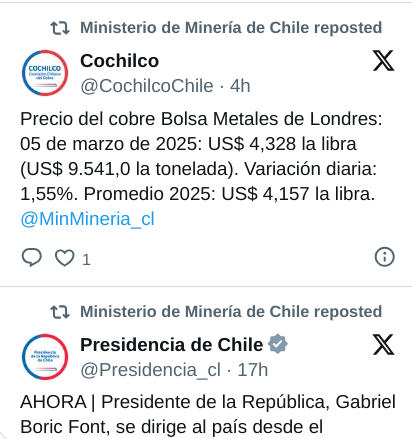 Ministerio de Minería de Chile reposted
COCHILCO
Comisión Chilena
del Cobre
Cochilco
@CochilcoChile · 4h
Precio del cobre Bolsa Metales de Londres:
05 de marzo de 2025: US$ 4,328 la libra
(US$ 9.541,0 la tonelada). Variación diaria:
1,55%. Promedio 2025: US$ 4,157 la libra.
@MinMineria_cl
1
Ministerio de Minería de Chile reposted
Presidencia
de la República
de Chile
Presidencia de Chile
@Presidencia_cl · 17h
AHORA | Presidente de la República, Gabriel
Boric Font, se dirige al país desde el